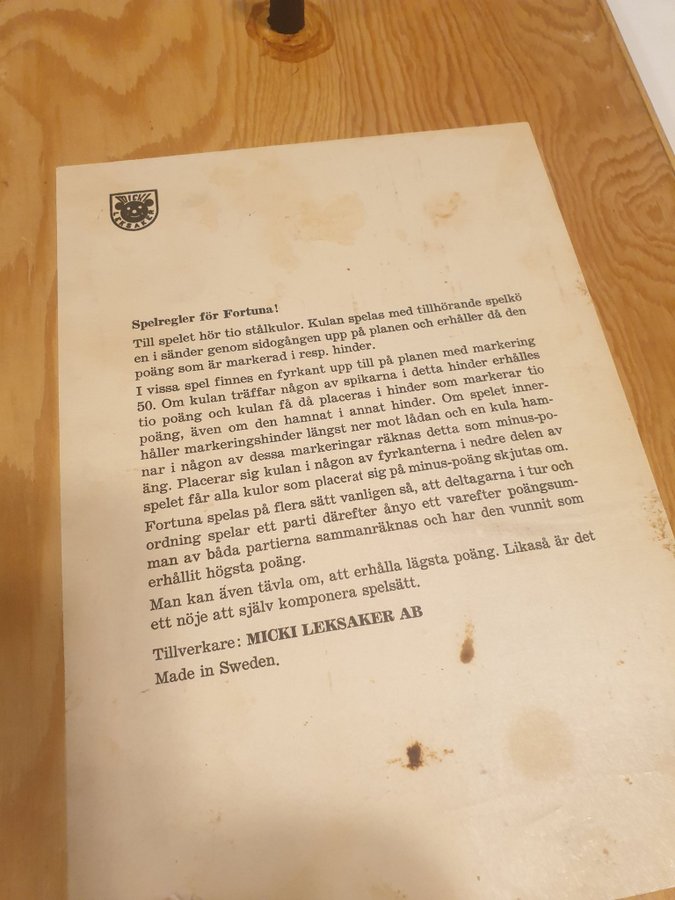 MICKI
LEKSAKER
Spelregler för Fortuna!
Till spelet hör tio stålkulor. Kulan spelas med tillhörande spelkö
en i sänder genom sidogången upp på planen och erhåller då den
poäng som är markerad i resp. hinder.
I vissa spel finnes en fyrkant upp till på planen med markering
50. Om kulan träffar någon av spikarna i detta hinder erhålles
tio poäng och kulan få då placeras i hinder som markerar tio
poäng, även om den hamnat i annat hinder. Om spelet inner-
håller markeringshinder längst ner mot lådan och en kula ham-
nar i någon av dessa markeringar räknas detta som minus-po-
äng. Placerar sig kulan i någon av fyrkanterna i nedre delen av
spelet får alla kulor som placerat sig på minus-poäng skjutas om.
Fortuna spelas på flera sätt vanligen så, att deltagarna i tur och
ordning spelar ett parti därefter ånyo ett varefter poängsum-
man av båda partierna sammanräknas och har den vunnit som
erhållit högsta poäng.
Man kan även tävla om, att erhålla lägsta poäng. Likaså är det
ett nöje att själv komponera spelsätt.
Tillverkare: MICKI LEKSAKER AB
Made in Sweden.